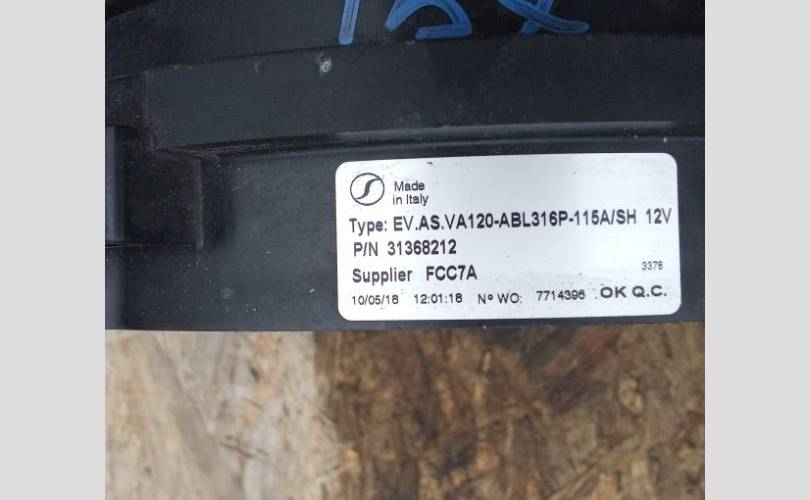 Made
in Italy
Type: EV.AS.VA120-ABL316P-115A/SH 12V
P/N 31368212
Supplier FCC7A
3376
10/05/18 12:01:18 Nº WO: 7714396 OK Q.C.